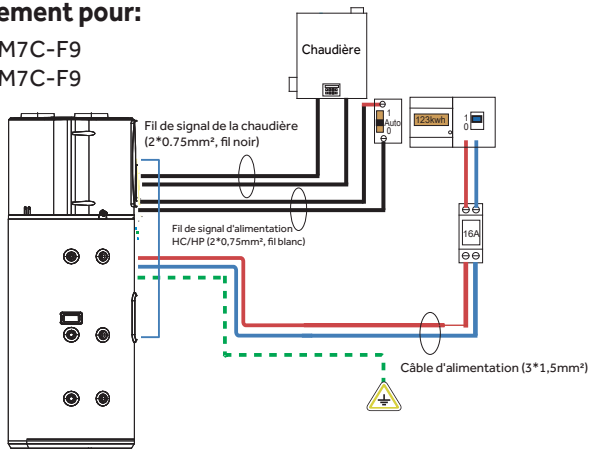 ement pour:
M7C-F9
M7C-F9
Chaudière
Fil de signal de la chaudière
(2*0.75mm², fil noir)
1
Auto
0
123kwh
1
0
Fil de signal d'alimentation
HC/HP (2*0,75mm², fil blanc)
16A
Câble d'alimentation (3*1,5mm²)